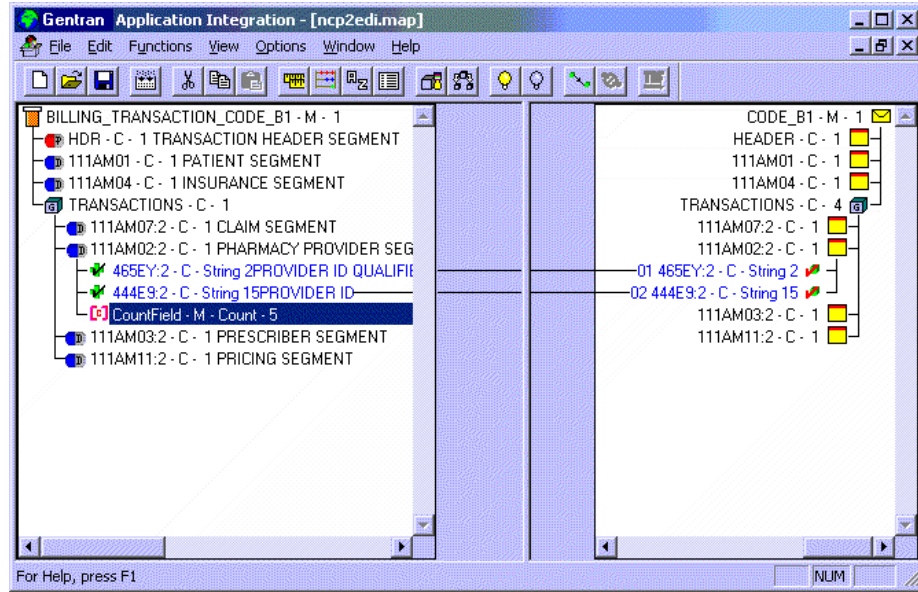 Gentran Application Integration - [ncp2edi.map]
File Edit Functions View Options Window Help
BILLING_TRANSACTION_CODE_B1 - M - 1
HDR - C - 1 TRANSACTION HEADER SEGMENT
111AM01 - C - 1 PATIENT SEGMENT
111AM04 - C - 1 INSURANCE SEGMENT
TRANSACTIONS - C - 1
111AM07:2 - C - 1 CLAIM SEGMENT
111AM02:2 - C - 1 PHARMACY PROVIDER SEG
465EY:2 - C - String 2PROVIDER ID QUALIFIE
444E9:2 - C - String 15PROVIDER ID
CountField - M - Count - 5
111AM03:2 - C - 1 PRESCRIBER SEGMENT
111AM11:2 - C - 1 PRICING SEGMENT
CODE_B1 - M - 1
HEADER - C - 1
111AM01 - C - 1
111AM04 - C - 1
TRANSACTIONS - C - 4
111AM07:2 - C - 1
111AM02:2 - C - 1
01 465EY:2 - C - String 2
02 444E9:2 - C - String 15
111AM03:2 - C - 1
111AM11:2 - C - 1
For Help, press F1
NUM